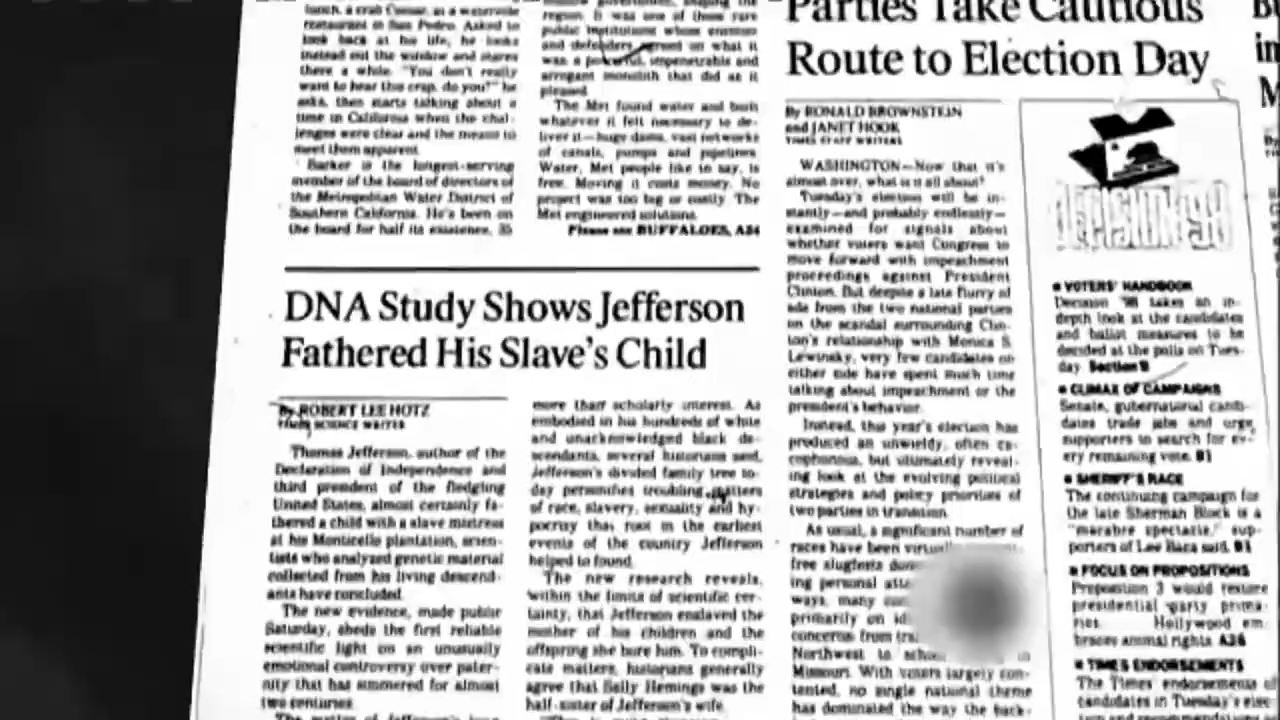 lunch, a crab Caesar, at a waterside
restaurant in San Pedro. Asked to
look back at his life, he looks
instead out the window and stares
there a while. "You don't really
want to hear this crap, do you?" he
asks, then starts talking about a
time in California when the chal-
lenges were clear and the means to
meet them apparent.
Barker is the longest-serving
member of the board of directors of
the Metropolitan Water District of
Southern California. He's been on
the board for half its existence, 35
region. It was one of those rare
public institutions whose enemies
and defenders agreed on what it
was: a powerful, impenetrable and
arrogant monolith that did as it
pleased.
The Met found water and built
whatever it felt necessary to de-
liver it—huge dams, vast networks
of canals, pumps and pipelines.
Water, Met people like to say, is
free. Moving it costs money. No
project was too big or costly. The
Met engineered solutions.
Please see BUFFALOES, A34
DNA Study Shows Jefferson
Fathered His Slave's Child
By ROBERT LEE HOTZ
TIMES SCIENCE WRITER
Thomas Jefferson, author of the
Declaration of Independence and
third president of the fledgling
United States, almost certainly fa-
thered a child with a slave mistress
at his Monticello plantation, scien-
tists who analyzed genetic material
collected from his living descend-
ants have concluded.
The new evidence, made public
Saturday, sheds the first reliable
scientific light on an unusually
emotional controversy over pater-
nity that has simmered for almost
two centuries.
more than scholarly interest. As
embodied in his hundreds of white
and unacknowledged black de-
scendants, several historians said,
Jefferson's divided family tree to-
day personifies troubling matters
of race, slavery, sexuality and hy-
pocrisy that root in the earliest
events of the country Jefferson
helped to found.
The new research reveals,
within the limits of scientific cer-
tainty, that Jefferson enslaved the
mother of his children and the
offspring she bore him. To compli-
cate matters, historians generally
agree that Sally Hemings was the
half-sister of Jefferson's wife.
Parties Take Cautious
Route to Election Day
By RONALD BROWNSTEIN
and JANET HOOK
TIMES STAFF WRITERS
WASHINGTON—Now that it's
almost over, what is it all about?
Tuesday's election will be in-
stantly—and probably endlessly—
examined for signals about
whether voters want Congress to
move forward with impeachment
proceedings against President
Clinton. But despite a late flurry of
ads from the two national parties
on the scandal surrounding Clin-
ton's relationship with Monica S.
Lewinsky, very few candidates on
either side have spent much time
talking about impeachment or the
president's behavior.
Instead, this year's election has
produced an unwieldy, often ca-
cophonous, but ultimately reveal-
ing look at the evolving political
strategies and policy priorities of
two parties in transition.
As usual, a significant number of
races have been
free slugfests
ing personal
ways, many
primarily on
concerns from
Northwest to
Missouri. With voters largely con-
tented, no single national theme
has dominated the way the back-
DECISION '98
VOTERS' HANDBOOK
Decision '98 takes an in-
depth look at the candidates
and ballot measures to be
decided at the polls on Tues-
day. Section S
CLIMAX OF CAMPAIGNS
Senate, gubernatorial candi-
dates trade jabs and urge
supporters to search for ev-
ery remaining vote. B1
SHERIFF'S RACE
The continuing campaign for
the late Sherman Block is a
"macabre spectacle," sup-
porters of Lee Baca said. B1
FOCUS ON PROPOSITIONS
Proposition 3 would restore
presidential party prima-
ries. Hollywood em-
braces animal rights. A26
TIMES ENDORSEMENTS
The Times' endorsements of
candidates in Tuesday's elec-